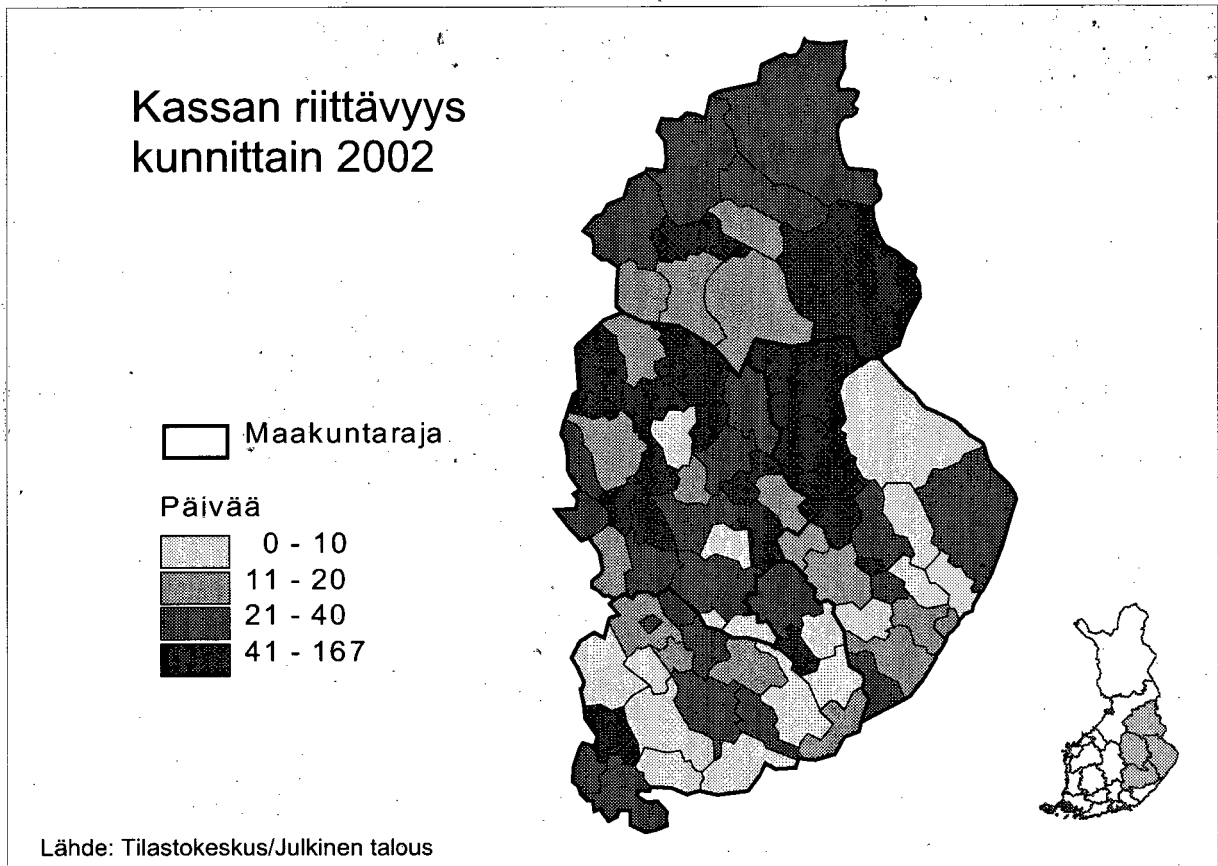 Kassan riittävyys
kunnittain 2002
Maakuntaraja
Päivää
0 - 10
11 - 20
21 - 40
41 - 167
Lähde: Tilastokeskus/Julkinen talous